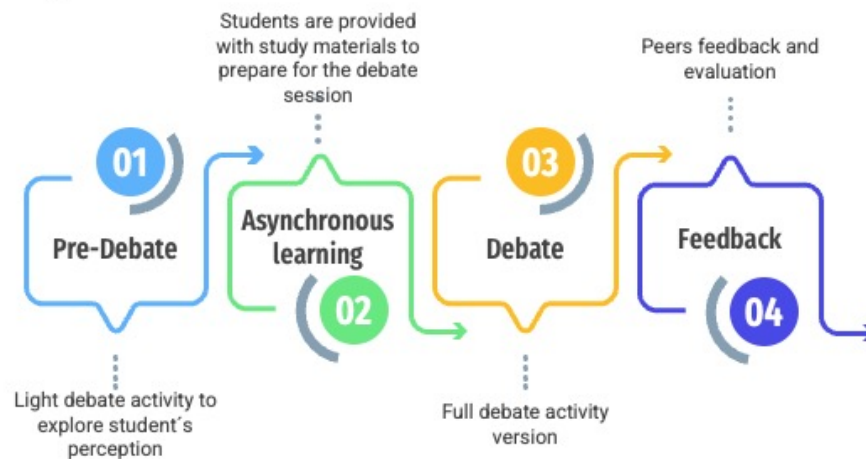 Students are provided
with study materials to
prepare for the debate
session
Peers feedback and
evaluation
01
03
Pre-Debate
Asynchronous
learning
Debate
Feedback
02
04
Light debate activity to
explore student´s
perception
Full debate activity
version